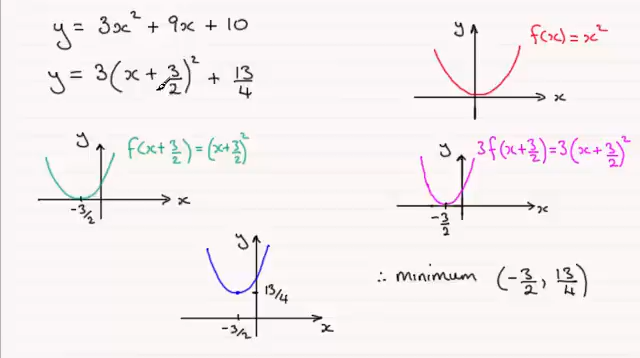 y = 3x² + 9x + 10
y = 3(x + 3/2)² + 13/4
y
f(x) = x²
x
y
f(x + 3/2) = (x + 3/2)²
x
-3/2
y
3f(x + 3/2) = 3(x + 3/2)²
x
-3/2
y
13/4
-3/2
x
∴ minimum (-3/2, 13/4)